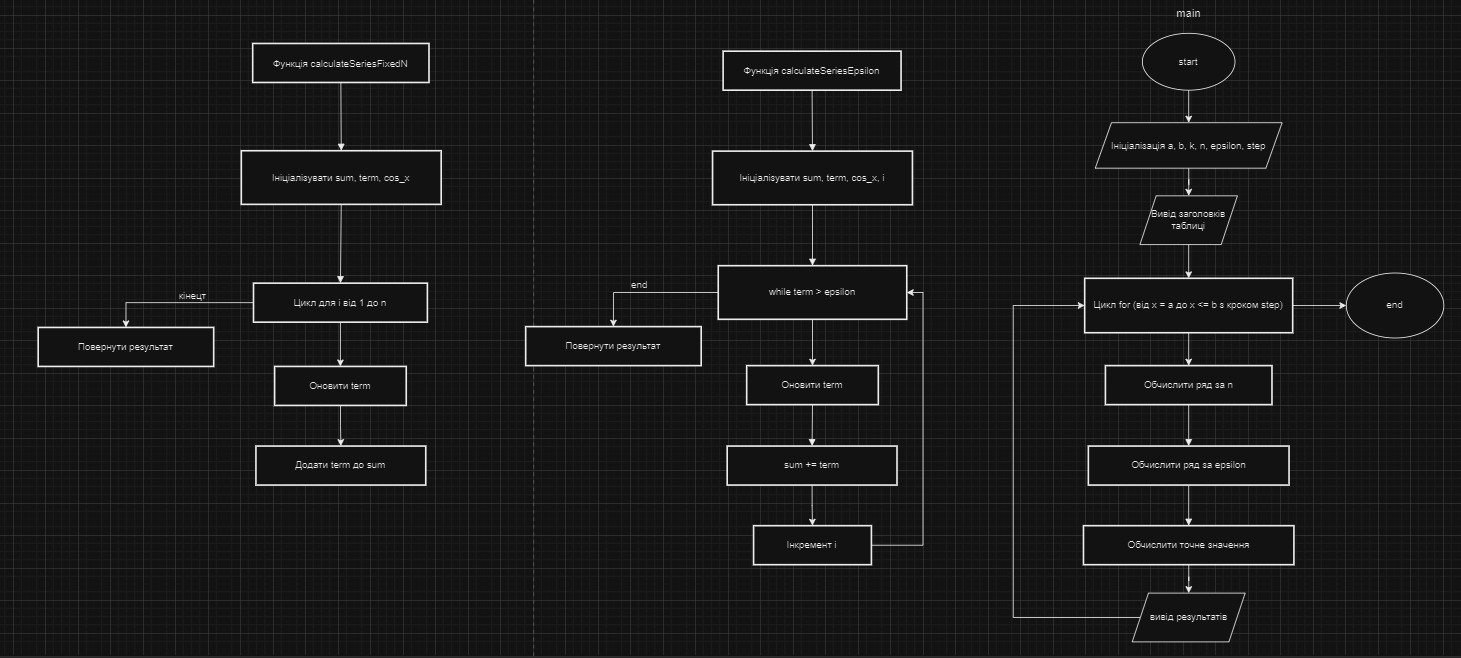 Функція calculateSeriesFixedN
Ініціалізувати sum, term, cos_x
Цикл для i від 1 до n
кінецт
Повернути результат
Оновити term
Додати term до sum
Функція calculateSeriesEpsilon
Ініціалізувати sum, term, cos_x, i
while term > epsilon
end
Повернути результат
Оновити term
sum += term
Інкремент i
main
start
Ініціалізація a, b, k, n, epsilon, step
Вивід заголовків
таблиці
Цикл for (від x = a до x <= b з кроком step)
end
Обчислити ряд за n
Обчислити ряд за epsilon
Обчислити точне значення
вивід результатів